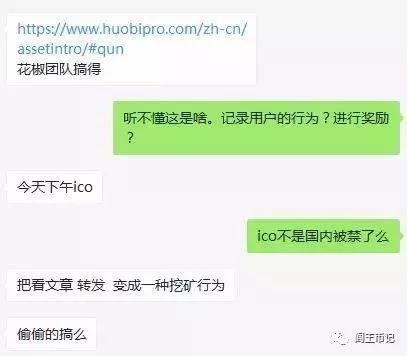 https://www.huobipro.com/zh-cn/
assetintro/#qun
花椒团队搞得
听不懂这是啥。记录用户的行为？进行奖励
？
今天下午ico
ico不是国内被禁了么
把看文章 转发  变成一种挖矿行为
偷偷的搞么
阎王币记